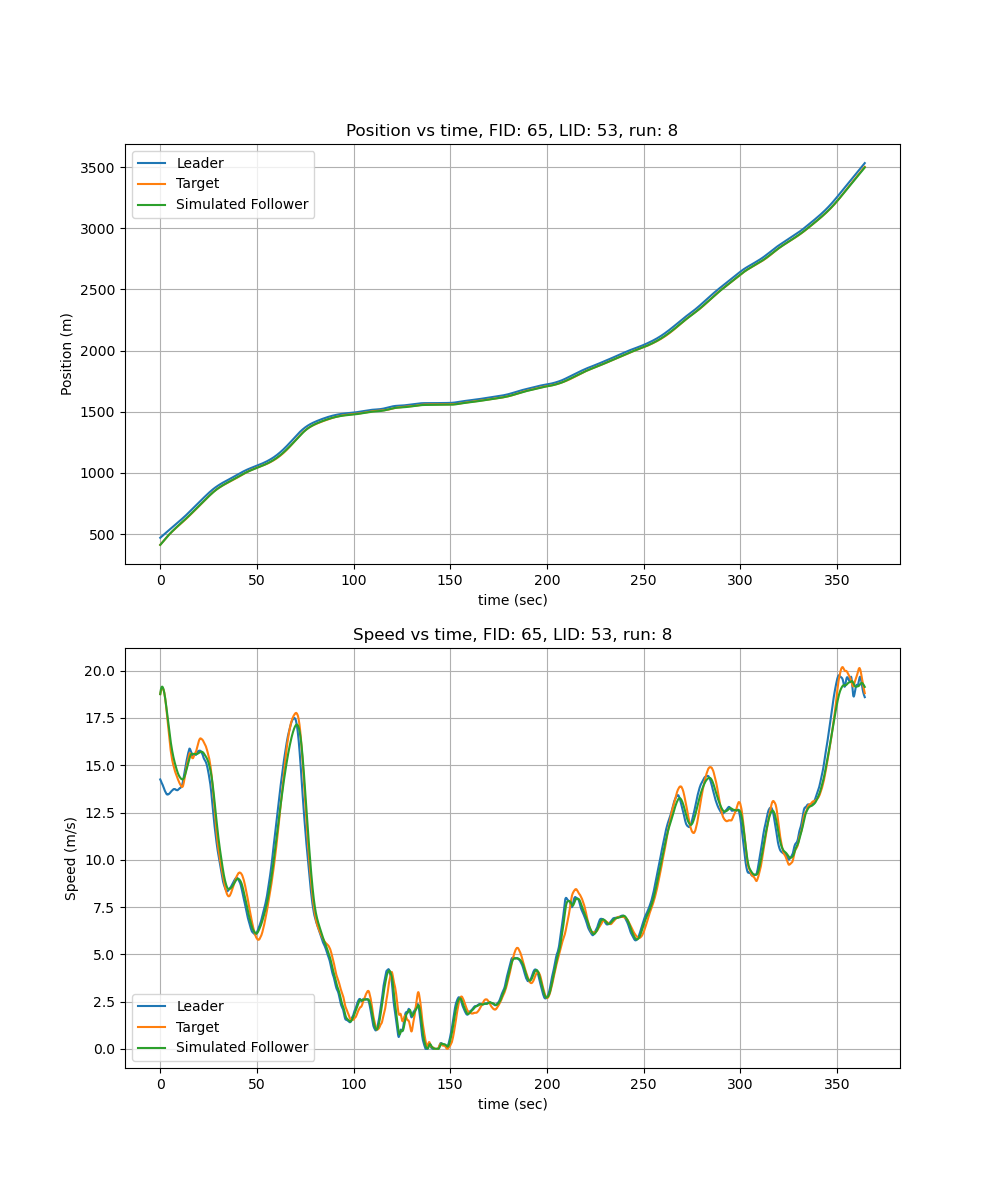 Position vs time, FID: 65, LID: 53, run: 8
Leader
Target
Simulated Follower
Position (m)
3500
3000
2500
2000
1500
1000
500
0 50 100 150 200 250 300 350
time (sec)
Speed vs time, FID: 65, LID: 53, run: 8
Speed (m/s)
20.0
17.5
15.0
12.5
10.0
7.5
5.0
2.5
0.0
Leader
Target
Simulated Follower
0 50 100 150 200 250 300 350
time (sec)